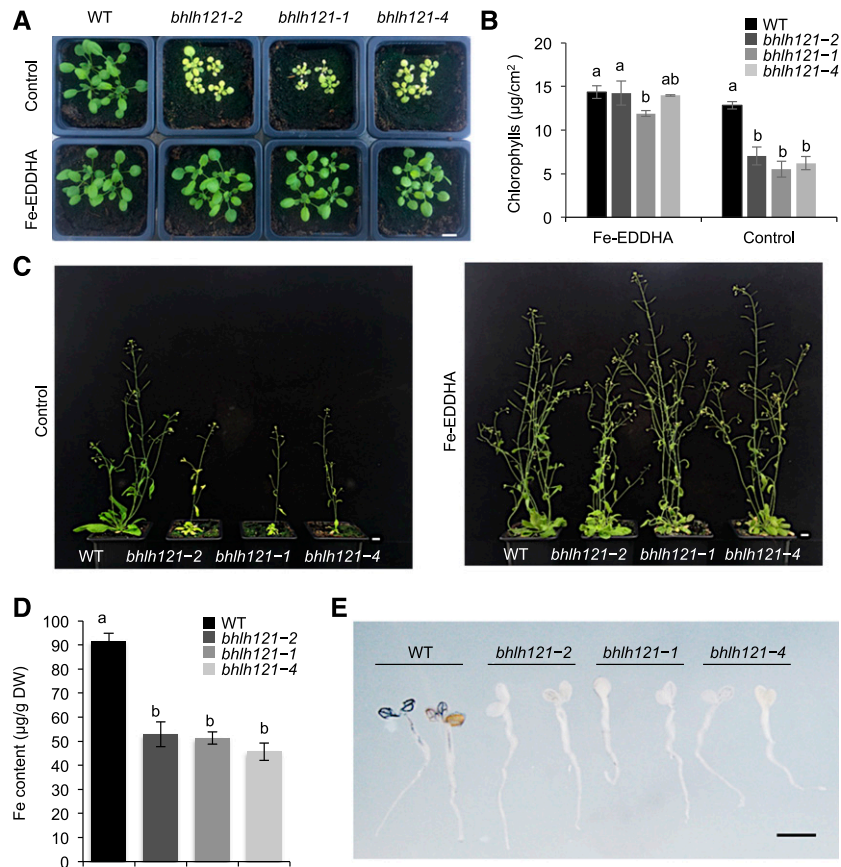 A
WT bhlh121-2 bhlh121-1 bhlh121-4
Control
Fe-EDDHA
B
WT
bhlh121-2
bhlh121-1
bhlh121-4
Chlorophylls (µg/cm²)
20
15
10
5
0
a a b ab
a b b b
Fe-EDDHA Control
C
Control
WT bhlh121-2 bhlh121-1 bhlh121-4
Fe-EDDHA
WT bhlh121-2 bhlh121-1 bhlh121-4
D
WT
bhlh121-2
bhlh121-1
bhlh121-4
Fe content (µg/g DW)
100
90
80
70
60
50
40
30
20
10
0
a b b b
E
WT bhlh121-2 bhlh121-1 bhlh121-4